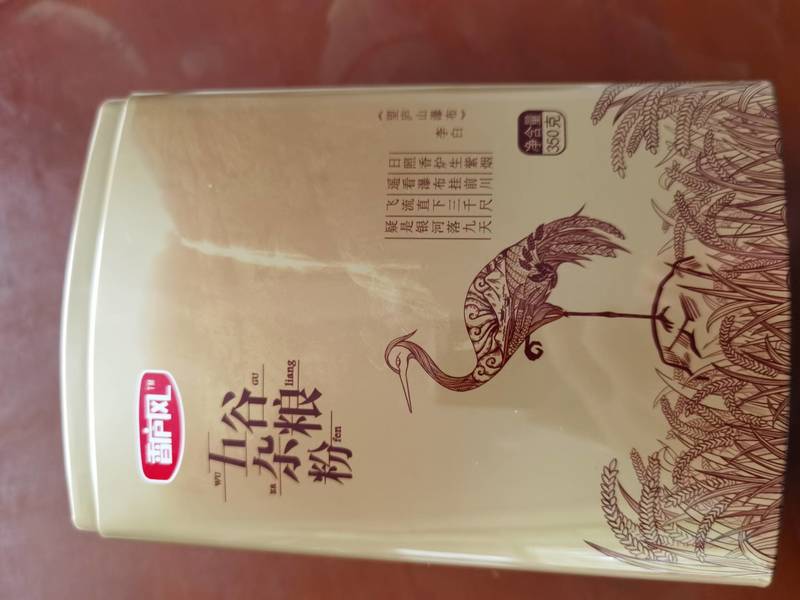 香庐风™
WU GU
五谷
ZA liang
杂粮
fen
粉
《望庐山瀑布》
李白
日照香炉生紫烟
遥看瀑布挂前川
飞流直下三千尺
疑是银河落九天
净含量
350克